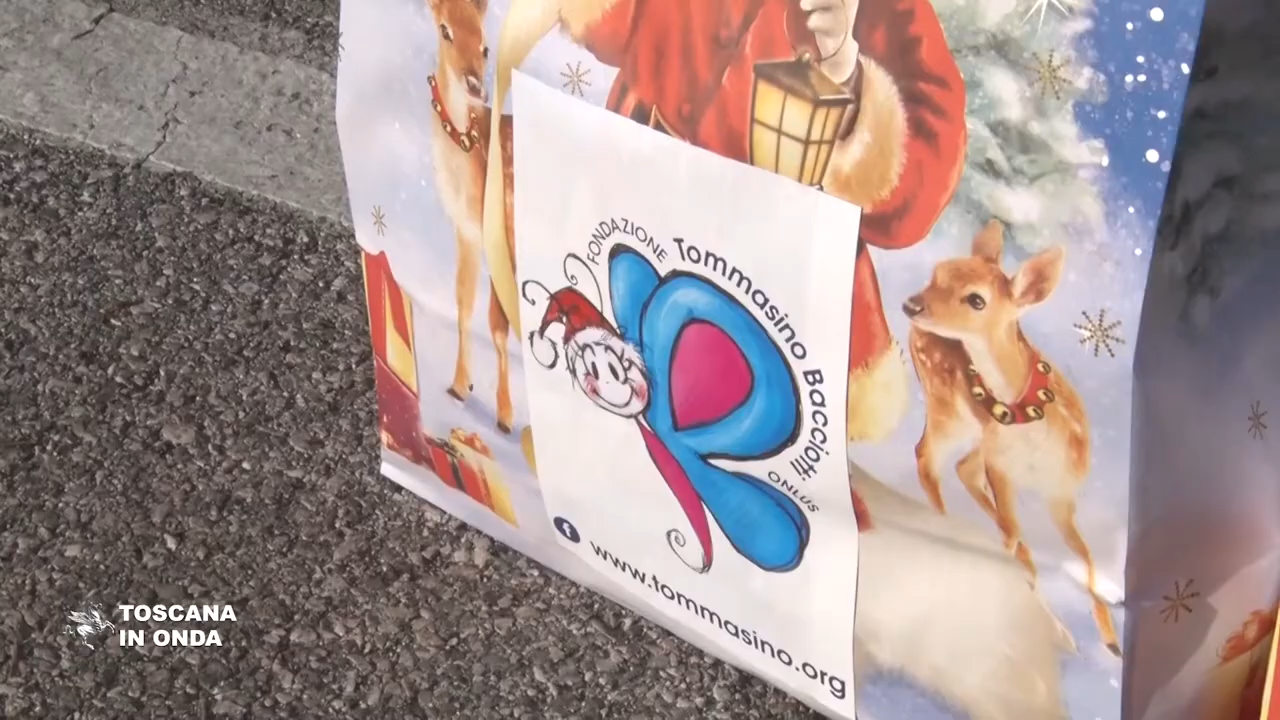 FONDAZIONE Tommasino Bacciotti
ONLUS
f
www.tommasino.org
TOSCANA
IN ONDA